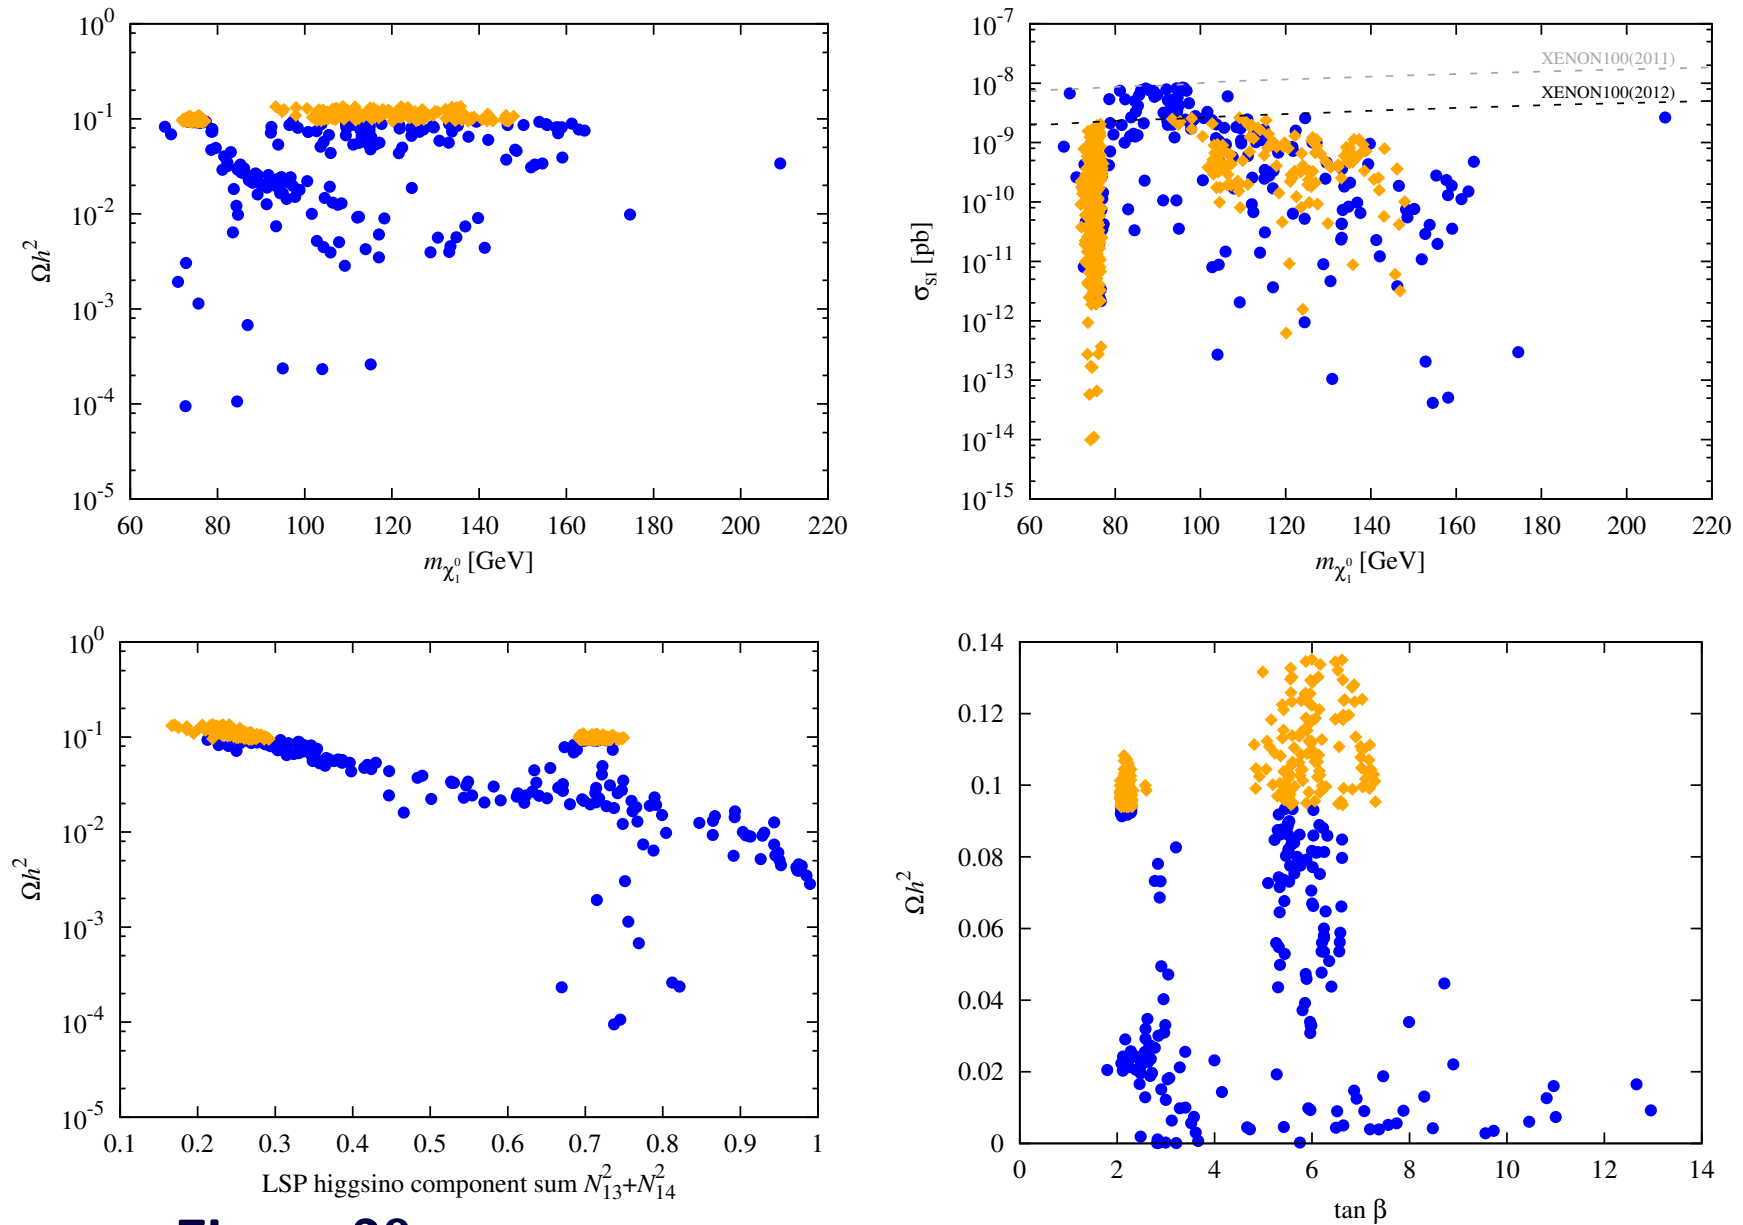 10^0
10^-1
10^-2
10^-3
10^-4
10^-5
Ωh^2
60 80 100 120 140 160 180 200 220
m_χ_1^0 [GeV]
10^-7
10^-8
10^-9
10^-10
10^-11
10^-12
10^-13
10^-14
10^-15
σ_SI [pb]
XENON100(2011)
XENON100(2012)
60 80 100 120 140 160 180 200 220
m_χ_1^0 [GeV]
10^0
10^-1
10^-2
10^-3
10^-4
10^-5
Ωh^2
0.1 0.2 0.3 0.4 0.5 0.6 0.7 0.8 0.9 1
LSP higgsino component sum N_13^2+N_14^2
0.14
0.12
0.1
0.08
0.06
0.04
0.02
0
Ωh^2
0 2 4 6 8 10 12 14
tan β